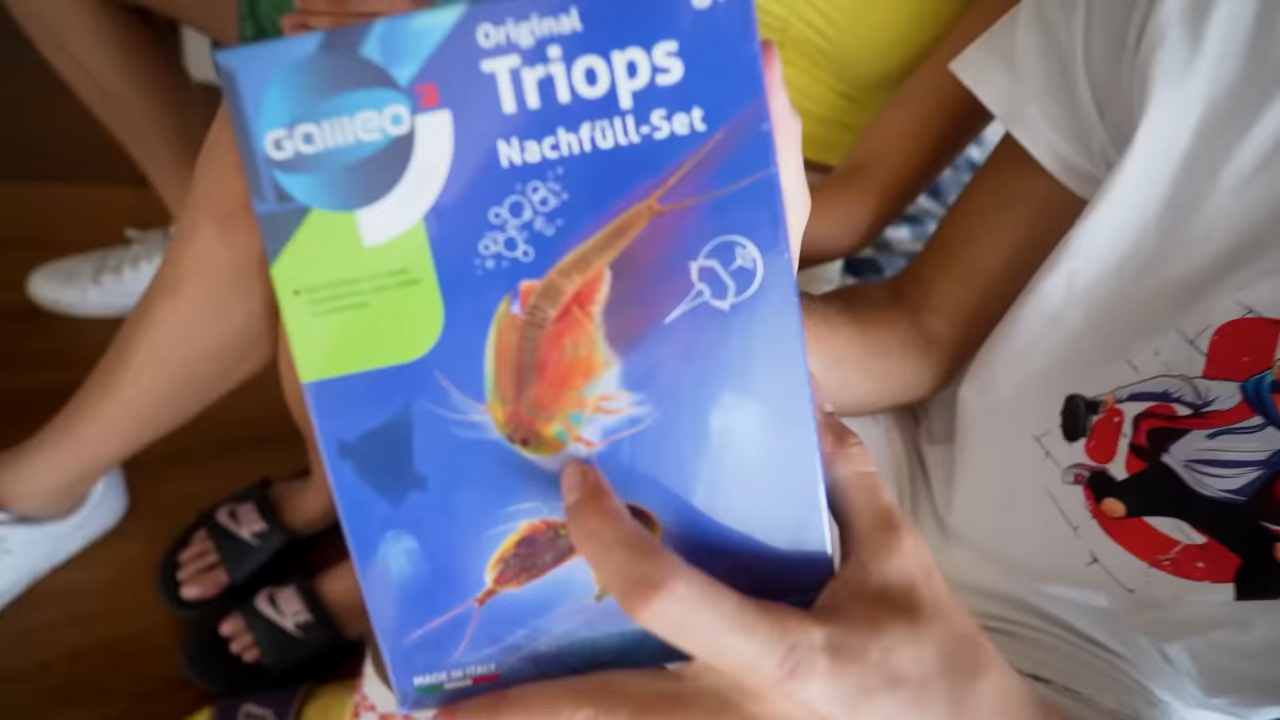 Original
Triops
Nachfüll-Set
Galileo
MADE IN ITALY